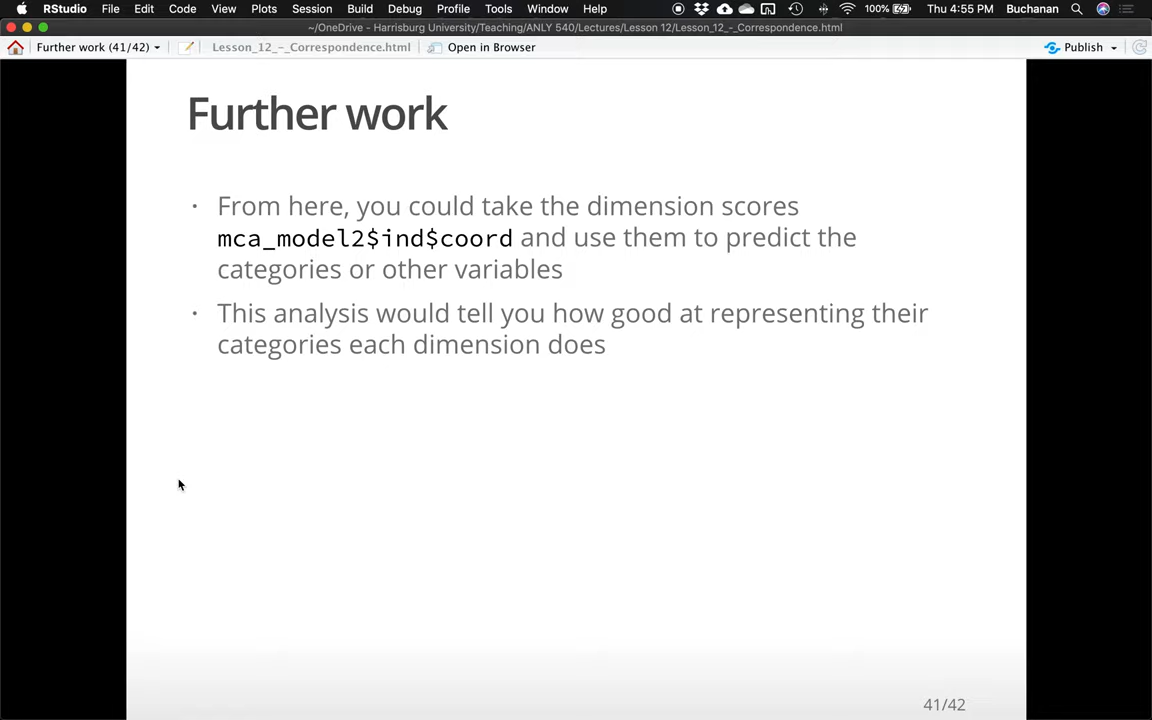 RStudio File Edit Code View Plots Session Build Debug Profile Tools Window Help 100% Thu 4:55 PM Buchanan
~/OneDrive - Harrisburg University/Teaching/ANLY 540/Lectures/Lesson 12/Lesson_12_-_Correspondence.html
Further work (41/42) Lesson_12_-_Correspondence.html Open in Browser Publish
Further work
• From here, you could take the dimension scores
mca_model2$ind$coord and use them to predict the
categories or other variables
• This analysis would tell you how good at representing their
categories each dimension does
41/42